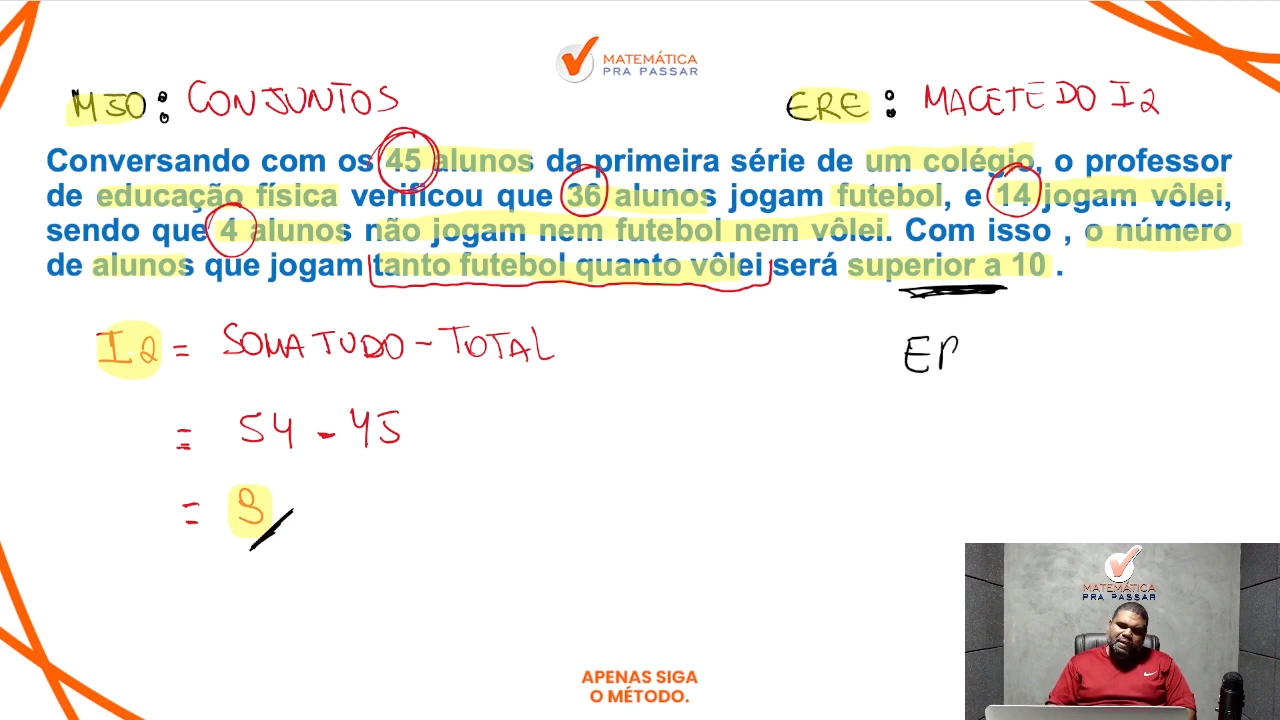 MATEMÁTICA
PRA PASSAR
MJO: CONJUNTOS
ERE: MACETE DO I2
Conversando com os 45 alunos da primeira série de um colégio, o professor
de educação física verificou que 36 alunos jogam futebol, e 14 jogam vôlei,
sendo que 4 alunos não jogam nem futebol nem vôlei. Com isso , o número
de alunos que jogam tanto futebol quanto vôlei será superior a 10 .
I2 = SOMA TUDO - TOTAL
ER
= 54 - 45
= 9
MATEMÁTICA
PRA PASSAR
APENAS SIGA
O MÉTODO.